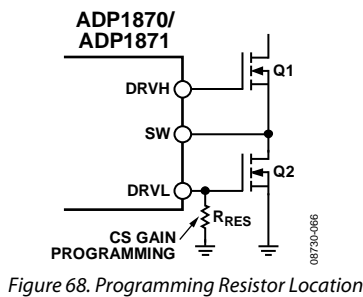 ADP1870/
ADP1871
DRVH
Q1
SW
DRVL
Q2
RRES
CS GAIN
PROGRAMMING
08730-066
Figure 68. Programming Resistor Location